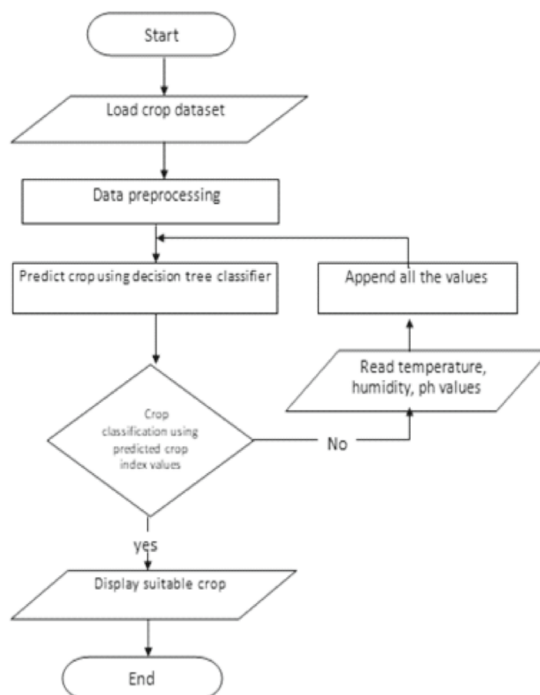 Start
Load crop dataset
Data preprocessing
Predict crop using decision tree classifier
Append all the values
Read temperature,
humidity, ph values
Crop
classification using
predicted crop
index values
No
yes
Display suitable crop
End